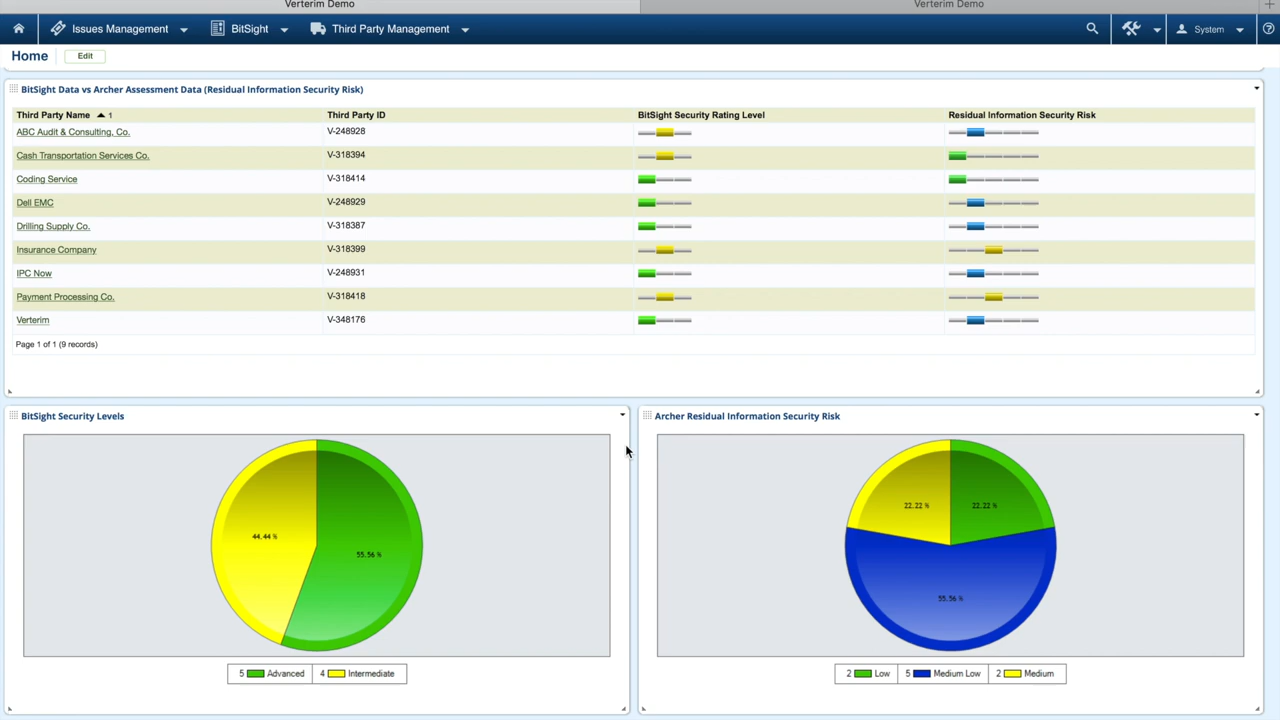 Verterim Demo Verterim Demo
Issues Management BitSight Third Party Management System
Home Edit
BitSight Data vs Archer Assessment Data (Residual Information Security Risk)
Third Party Name 1 Third Party ID BitSight Security Rating Level Residual Information Security Risk
ABC Audit & Consulting, Co. V-248928
Cash Transportation Services Co. V-318394
Coding Service V-318414
Dell EMC V-248929
Drilling Supply Co. V-318387
Insurance Company V-318399
IPC Now V-248931
Payment Processing Co. V-318418
Verterim V-348176
Page 1 of 1 (9 records)
BitSight Security Levels
44.44 %
55.56 %
5 Advanced 4 Intermediate
Archer Residual Information Security Risk
22.22 % 22.22 %
55.56 %
2 Low 5 Medium Low 2 Medium